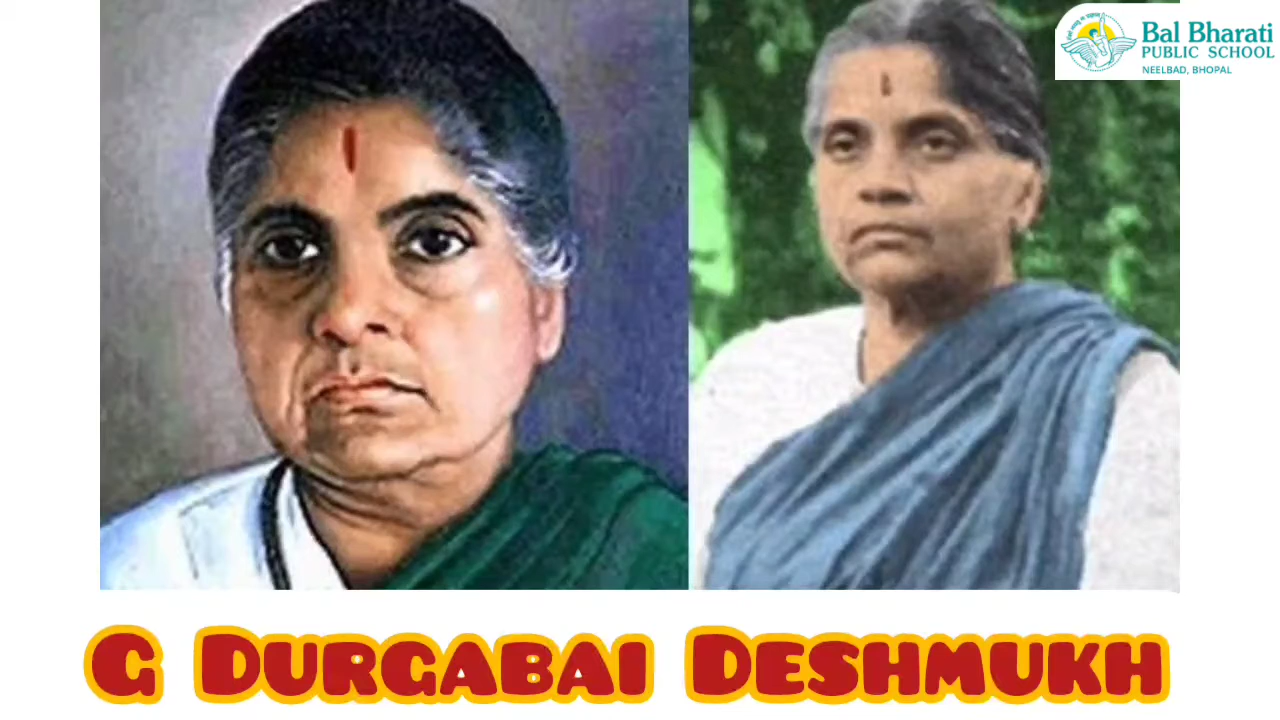 Bal Bharati
PUBLIC SCHOOL
NEELBAD, BHOPAL
G DURGABAI DESHMUKH